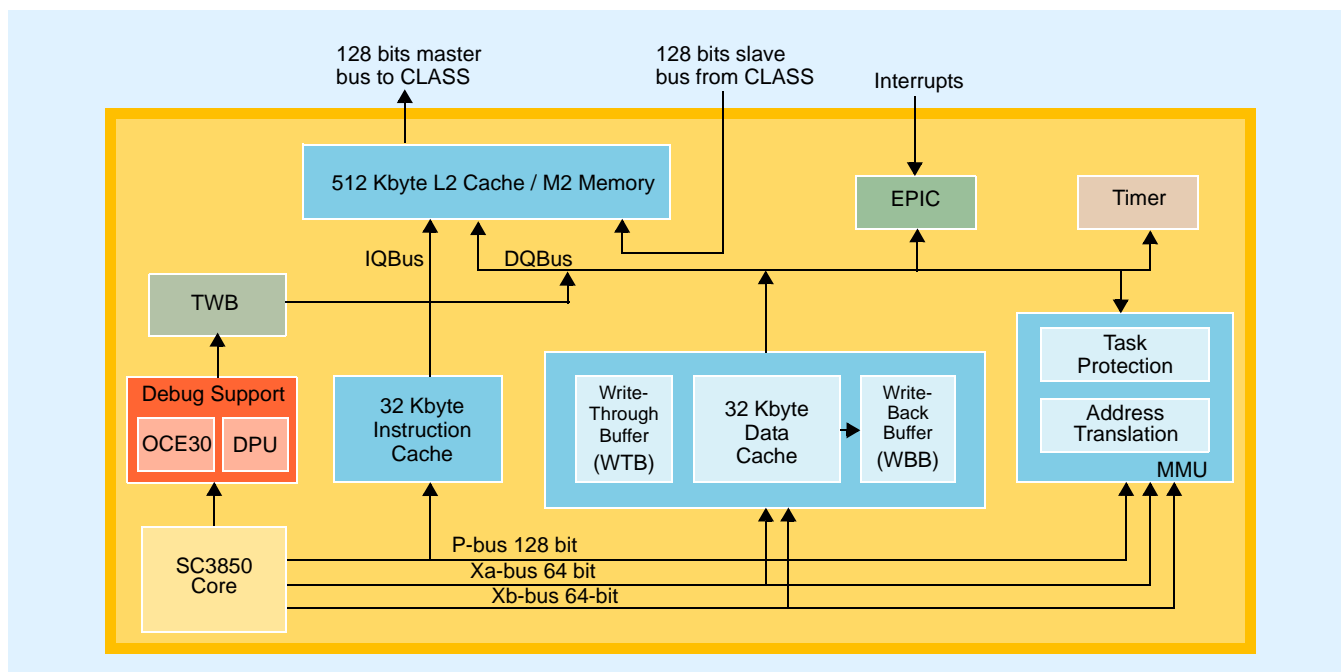 128 bits master
bus to CLASS
128 bits slave
bus from CLASS
Interrupts
512 Kbyte L2 Cache / M2 Memory
EPIC
Timer
IQBus
DQBus
TWB
Task
Protection
Address
Translation
MMU
Debug Support
OCE30
DPU
32 Kbyte
Instruction
Cache
Write-
Through
Buffer
(WTB)
32 Kbyte
Data
Cache
Write-
Back
Buffer
(WBB)
SC3850
Core
P-bus 128 bit
Xa-bus 64 bit
Xb-bus 64-bit